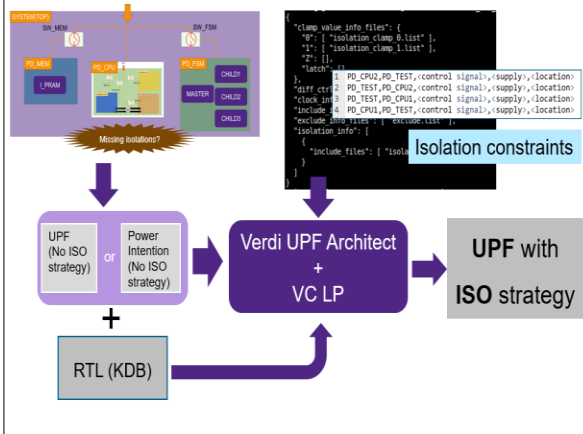 SYSTEM(TOP)
SW_MEM
SW_FSM
PD_MEM
I_PRAM
PD_CPU
PD_FSM
MASTER
CHILD1
CHILD2
CHILD3
Missing isolations?
{
"clamp_value_info_files": {
"0": [ "isolation_clamp_0.list" ],
"1": [ "isolation_clamp_1.list" ],
"Z": [],
"latch": []
},
"diff_ctrl
"clock_inf
"include_i
"exclude_info_files": [ "exclude.list" ],
"isolation_info": [
{
"include_files": [ "isola
}
]
}
1 PD_CPU2,PD_TEST,<control signal>,<supply>,<location>
2 PD_TEST,PD_CPU2,<control signal>,<supply>,<location>
3 PD_TEST,PD_CPU1,<control signal>,<supply>,<location>
4 PD_CPU1,PD_TEST,<control signal>,<supply>,<location>
Isolation constraints
UPF
(No ISO
strategy)
or
Power
Intention
(No ISO
strategy)
+
RTL (KDB)
Verdi UPF Architect
+
VC LP
UPF with
ISO strategy